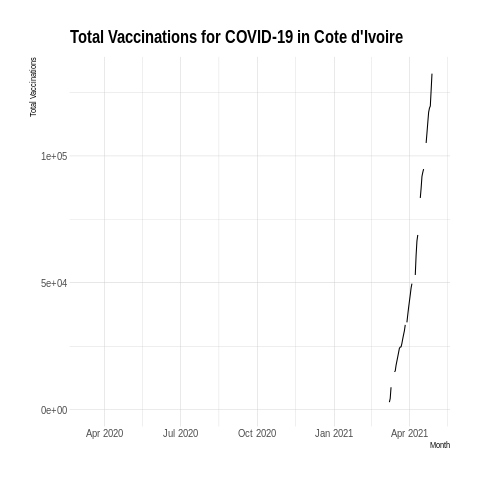 Total Vaccinations for COVID-19 in Cote d'Ivoire
Total Vaccinations
1e+05
5e+04
0e+00
Apr 2020 Jul 2020 Oct 2020 Jan 2021 Apr 2021
Month